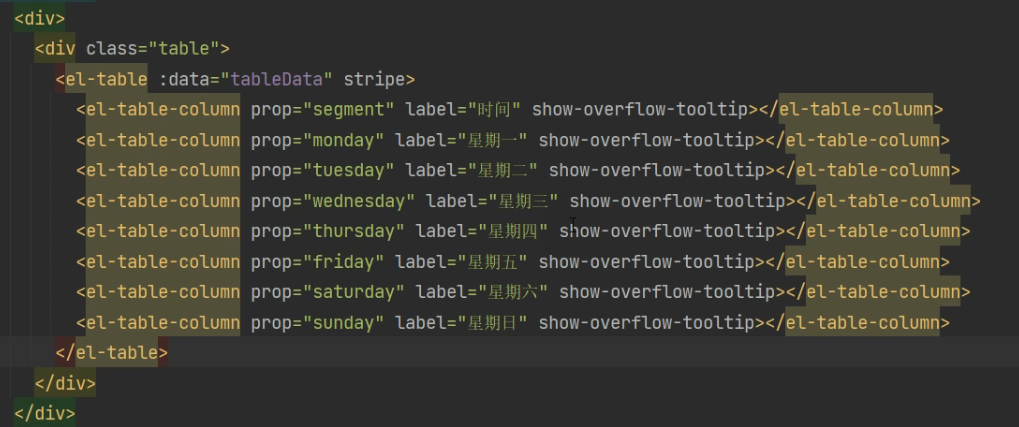 <div>
<div class="table">
<el-table :data="tableData" stripe>
<el-table-column prop="segment" label="时间" show-overflow-tooltip></el-table-column>
<el-table-column prop="monday" label="星期一" show-overflow-tooltip></el-table-column>
<el-table-column prop="tuesday" label="星期二" show-overflow-tooltip></el-table-column>
<el-table-column prop="wednesday" label="星期三" show-overflow-tooltip></el-table-column>
<el-table-column prop="thursday" label="星期四" show-overflow-tooltip></el-table-column>
<el-table-column prop="friday" label="星期五" show-overflow-tooltip></el-table-column>
<el-table-column prop="saturday" label="星期六" show-overflow-tooltip></el-table-column>
<el-table-column prop="sunday" label="星期日" show-overflow-tooltip></el-table-column>
</el-table>
</div>
</div>